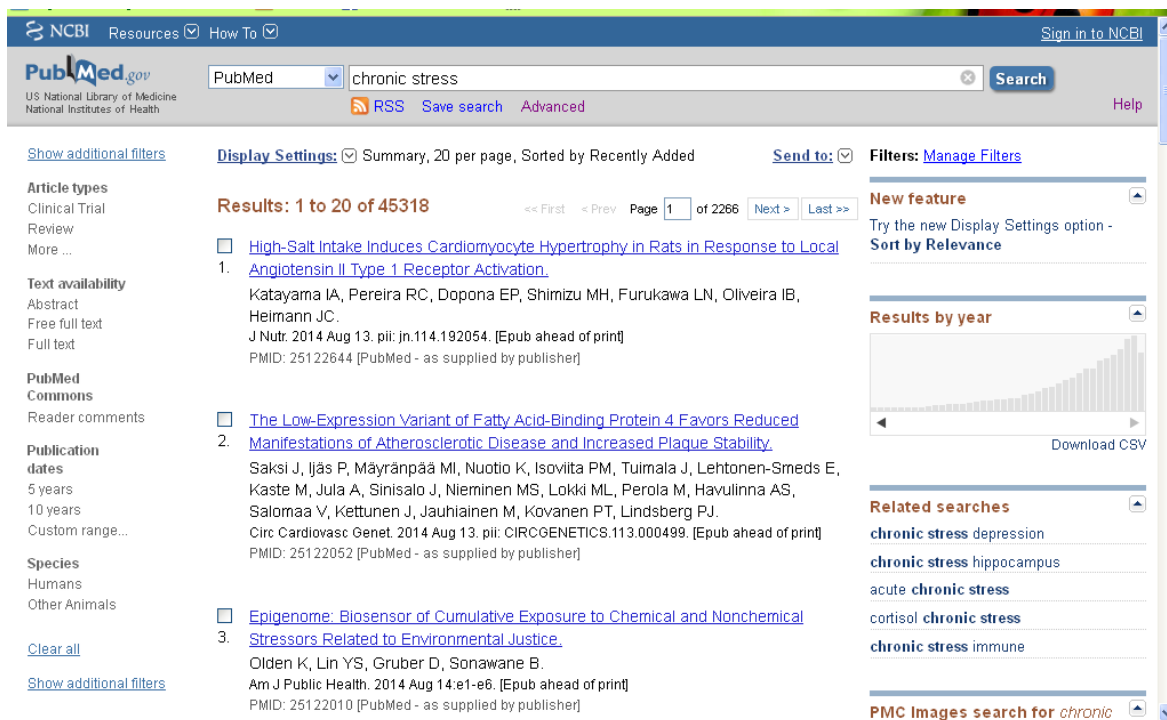 NCBI Resources How To Sign in to NCBI
PubMed.gov
US National Library of Medicine
National Institutes of Health
PubMed chronic stress Search
RSS Save search Advanced
Help
Show additional filters
Article types
Clinical Trial
Review
More ...
Text availability
Abstract
Free full text
Full text
PubMed
Commons
Reader comments
Publication
dates
5 years
10 years
Custom range...
Species
Humans
Other Animals
Clear all
Show additional filters
Display Settings: Summary, 20 per page, Sorted by Recently Added Send to:
Results: 1 to 20 of 45318 << First < Prev Page 1 of 2266 Next > Last >>
High-Salt Intake Induces Cardiomyocyte Hypertrophy in Rats in Response to Local
1. Angiotensin II Type 1 Receptor Activation.
Katayama IA, Pereira RC, Dopona EP, Shimizu MH, Furukawa LN, Oliveira IB,
Heimann JC.
J Nutr. 2014 Aug 13. pii: jn.114.192054. [Epub ahead of print]
PMID: 25122644 [PubMed - as supplied by publisher]
The Low-Expression Variant of Fatty Acid-Binding Protein 4 Favors Reduced
2. Manifestations of Atherosclerotic Disease and Increased Plaque Stability.
Saksi J, Ijäs P, Mäyränpää MI, Nuotio K, Isoviita PM, Tuimala J, Lehtonen-Smeds E,
Kaste M, Jula A, Sinisalo J, Nieminen MS, Lokki ML, Perola M, Havulinna AS,
Salomaa V, Kettunen J, Jauhiainen M, Kovanen PT, Lindsberg PJ.
Circ Cardiovasc Genet. 2014 Aug 13. pii: CIRCGENETICS.113.000499. [Epub ahead of print]
PMID: 25122052 [PubMed - as supplied by publisher]
Epigenome: Biosensor of Cumulative Exposure to Chemical and Nonchemical
3. Stressors Related to Environmental Justice.
Olden K, Lin YS, Gruber D, Sonawane B.
Am J Public Health. 2014 Aug 14:e1-e6. [Epub ahead of print]
PMID: 25122010 [PubMed - as supplied by publisher]
Filters: Manage Filters
New feature
Try the new Display Settings option -
Sort by Relevance
Results by year
Download CSV
Related searches
chronic stress depression
chronic stress hippocampus
acute chronic stress
cortisol chronic stress
chronic stress immune
PMC Images search for chronic